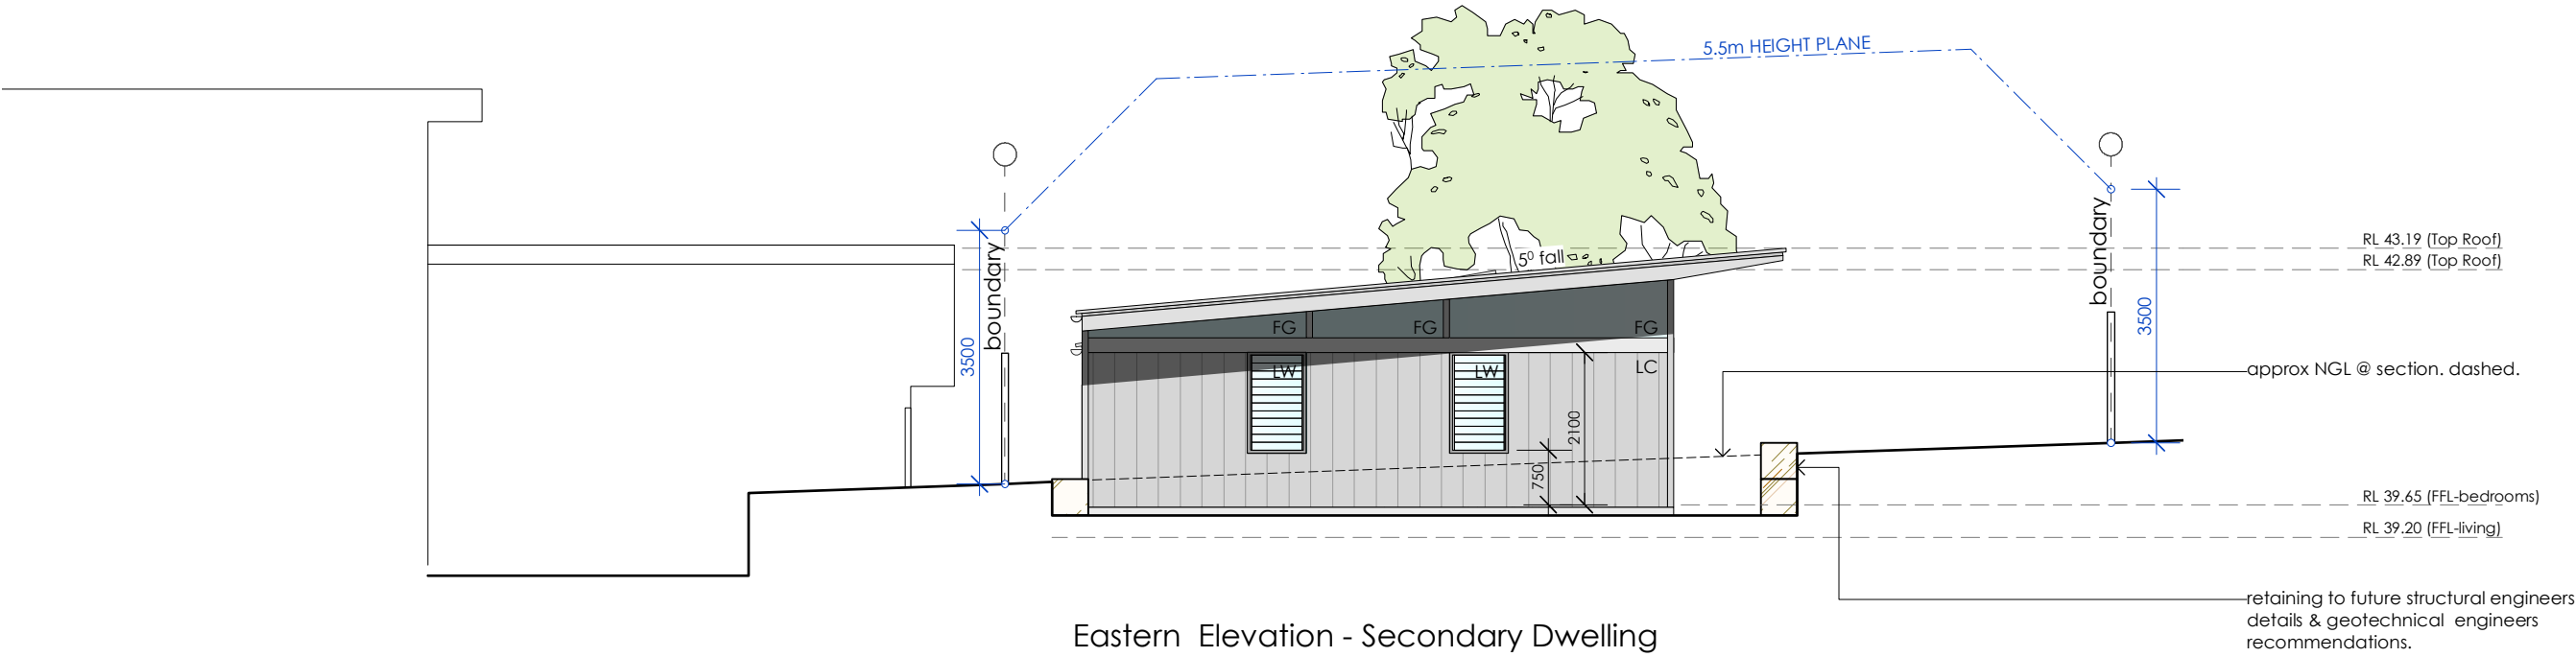 5.5m HEIGHT PLANE
boundary
boundary
RL 43.19 (Top Roof)
RL 42.89 (Top Roof)
5⁰ fall
3500
3500
FG
FG
FG
LW
LW
LC
approx NGL @ section. dashed.
2100
750
RL 39.65 (FFL-bedrooms)
RL 39.20 (FFL-living)
retaining to future structural engineers
details & geotechnical engineers
recommendations.
Eastern Elevation - Secondary Dwelling